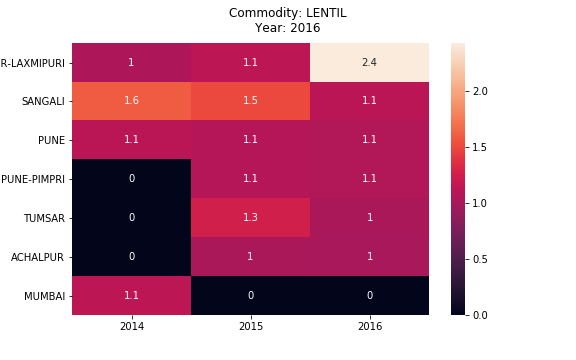 Commodity: LENTIL
Year: 2016
R-LAXMIPURI 1 1.1 2.4
SANGALI 1.6 1.5 1.1
PUNE 1.1 1.1 1.1
PUNE-PIMPRI 0 1.1 1.1
TUMSAR 0 1.3 1
ACHALPUR 0 1 1
MUMBAI 1.1 0 0
2014 2015 2016
2.0
1.5
1.0
0.5
0.0